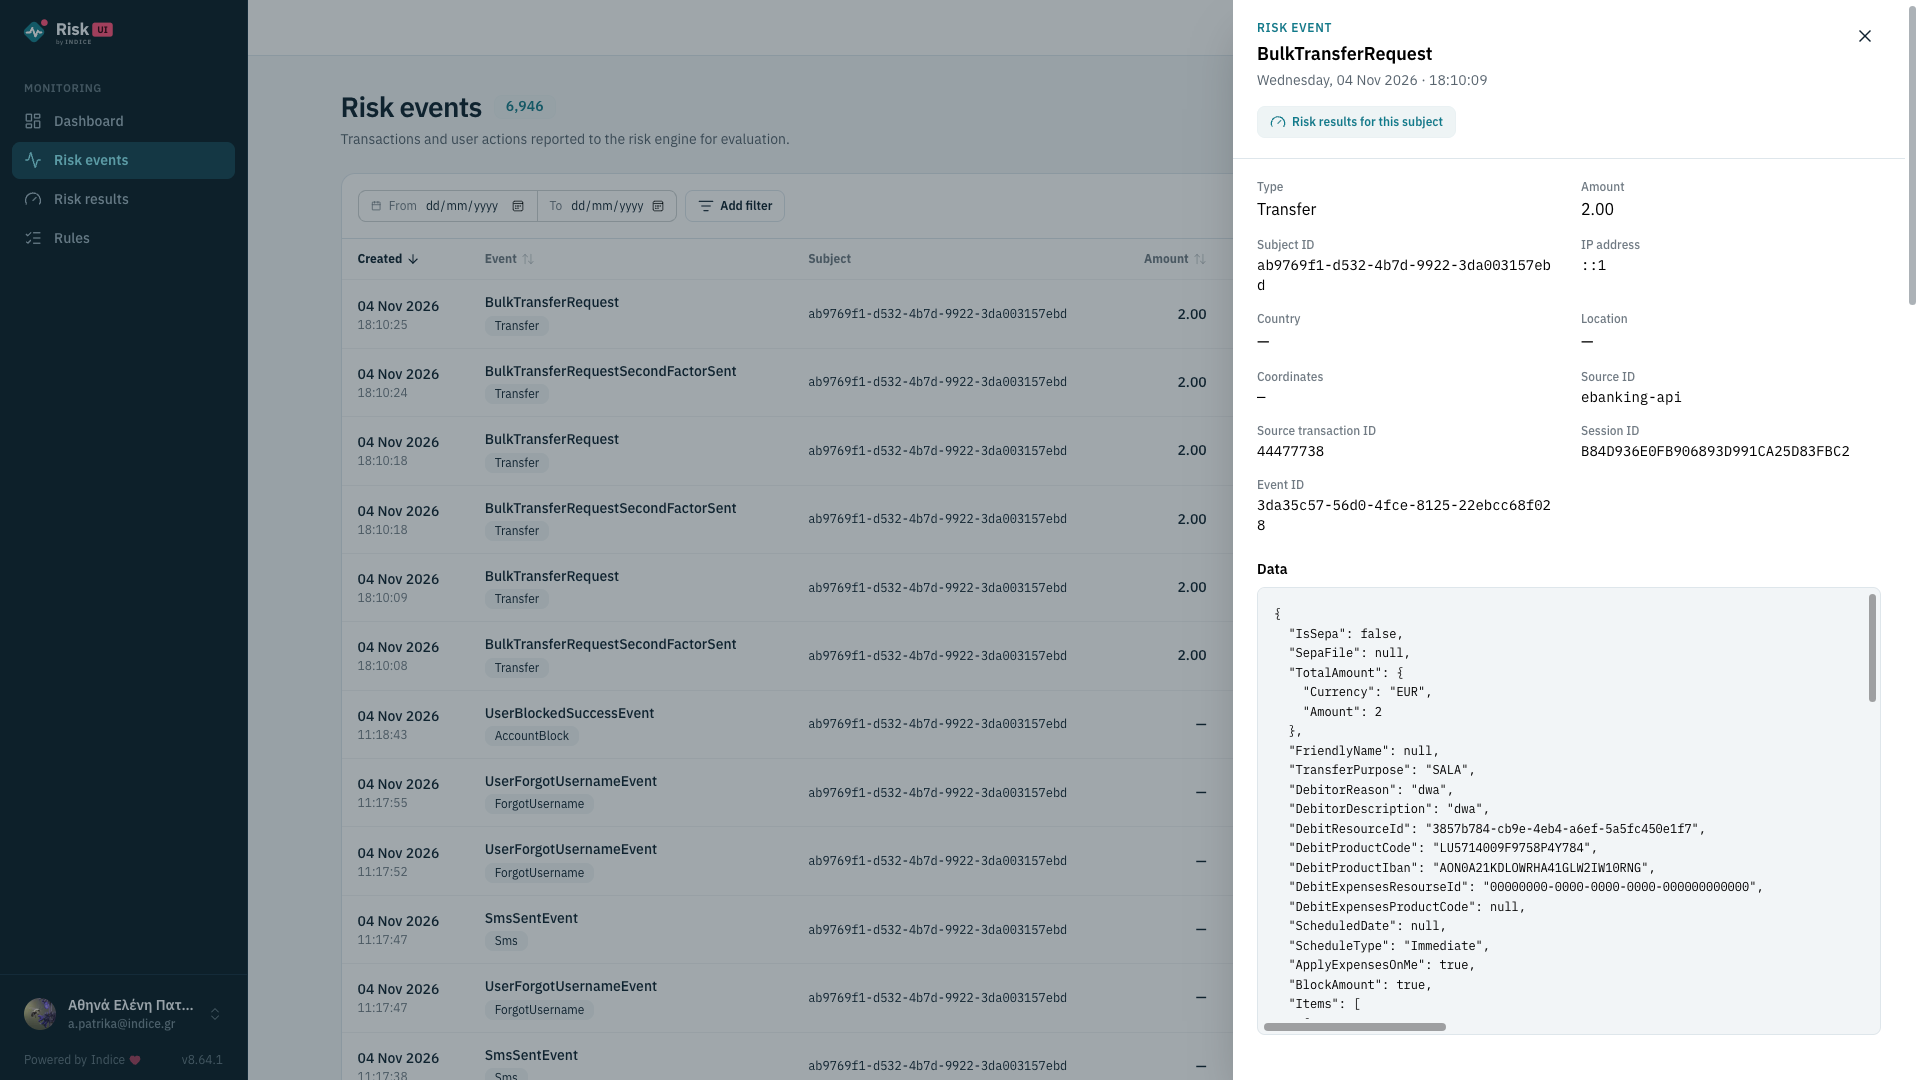 Risk UI
by INDICE
MONITORING
Dashboard
Risk events
Risk results
Rules
Αθηνά Ελένη Πατ...
a.patrika@indice.gr
Powered by Indice
v8.64.1
Risk events 6,946
Transactions and user actions reported to the risk engine for evaluation.
From dd/mm/yyyy To dd/mm/yyyy Add filter
Created Event Subject Amount
04 Nov 2026 BulkTransferRequest ab9769f1-d532-4b7d-9922-3da003157ebd 2.00
18:10:25 Transfer
04 Nov 2026 BulkTransferRequestSecondFactorSent ab9769f1-d532-4b7d-9922-3da003157ebd 2.00
18:10:24 Transfer
04 Nov 2026 BulkTransferRequest ab9769f1-d532-4b7d-9922-3da003157ebd 2.00
18:10:18 Transfer
04 Nov 2026 BulkTransferRequestSecondFactorSent ab9769f1-d532-4b7d-9922-3da003157ebd 2.00
18:10:18 Transfer
04 Nov 2026 BulkTransferRequest ab9769f1-d532-4b7d-9922-3da003157ebd 2.00
18:10:09 Transfer
04 Nov 2026 BulkTransferRequestSecondFactorSent ab9769f1-d532-4b7d-9922-3da003157ebd 2.00
18:10:08 Transfer
04 Nov 2026 UserBlockedSuccessEvent ab9769f1-d532-4b7d-9922-3da003157ebd —
11:18:43 AccountBlock
04 Nov 2026 UserForgotUsernameEvent ab9769f1-d532-4b7d-9922-3da003157ebd —
11:17:55 ForgotUsername
04 Nov 2026 UserForgotUsernameEvent ab9769f1-d532-4b7d-9922-3da003157ebd —
11:17:52 ForgotUsername
04 Nov 2026 SmsSentEvent ab9769f1-d532-4b7d-9922-3da003157ebd —
11:17:47 Sms
04 Nov 2026 UserForgotUsernameEvent ab9769f1-d532-4b7d-9922-3da003157ebd —
11:17:47 ForgotUsername
04 Nov 2026 SmsSentEvent ab9769f1-d532-4b7d-9922-3da003157ebd —
11:17:38 Sms
RISK EVENT
BulkTransferRequest
Wednesday, 04 Nov 2026 · 18:10:09
Risk results for this subject
Type Amount
Transfer 2.00
Subject ID IP address
ab9769f1-d532-4b7d-9922-3da003157eb ::1
d
Country Location
— —
Coordinates Source ID
— ebanking-api
Source transaction ID Session ID
44477738 B84D936E0FB906893D991CA25D83FBC2
Event ID
3da35c57-56d0-4fce-8125-22ebcc68f02
8
Data
{
"IsSepa": false,
"SepaFile": null,
"TotalAmount": {
"Currency": "EUR",
"Amount": 2
},
"FriendlyName": null,
"TransferPurpose": "SALA",
"DebitorReason": "dwa",
"DebitorDescription": "dwa",
"DebitResourceId": "3857b784-cb9e-4eb4-a6ef-5a5fc450e1f7",
"DebitProductCode": "LU5714009F9758P4Y784",
"DebitProductIban": "AON0A21KDLOWRHA41GLW2IW10RNG",
"DebitExpensesResourseId": "00000000-0000-0000-0000-000000000000",
"DebitExpensesProductCode": null,
"ScheduledDate": null,
"ScheduleType": "Immediate",
"ApplyExpensesOnMe": true,
"BlockAmount": true,
"Items": [